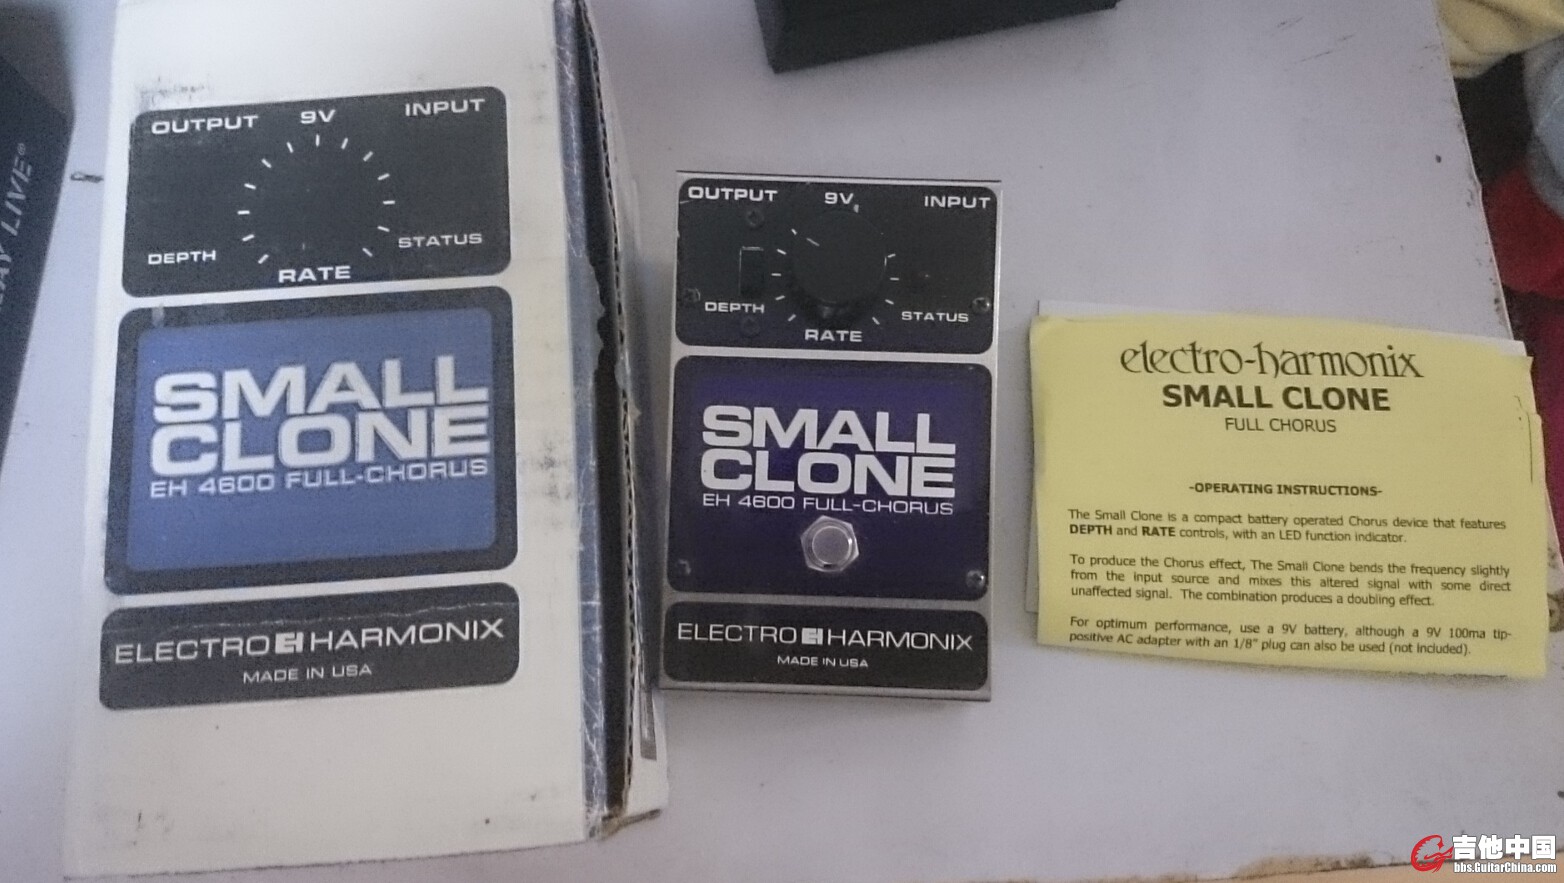 OUTPUT 9V INPUT
DEPTH
STATUS
RATE
SMALL
CLONE
EH 4600 FULL-CHORUS
ELECTRO HARMONIX
MADE IN USA
OUTPUT 9V INPUT
DEPTH
STATUS
RATE
SMALL
CLONE
EH 4600 FULL-CHORUS
ELECTRO HARMONIX
MADE IN USA
electro-harmonix
SMALL CLONE
FULL CHORUS
-OPERATING INSTRUCTIONS-
The Small Clone is a compact battery operated Chorus device that features
DEPTH and RATE controls, with an LED function indicator.
To produce the Chorus effect, The Small Clone bends the frequency slightly
from the input source and mixes this altered signal with some direct
unaffected signal. The combination produces a doubling effect.
For optimum performance, use a 9V battery, although a 9V 100ma tip-
positive AC adapter with an 1/8" plug can also be used (not included).
LIVE®
吉他中国
bbs.GuitarChina.com